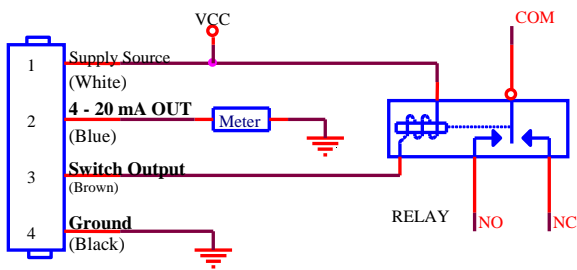 VCC
COM
1
Supply Source
(White)
4 - 20 mA OUT
2
Meter
(Blue)
Switch Output
3
(Brown)
RELAY
NO
NC
Ground
4
(Black)